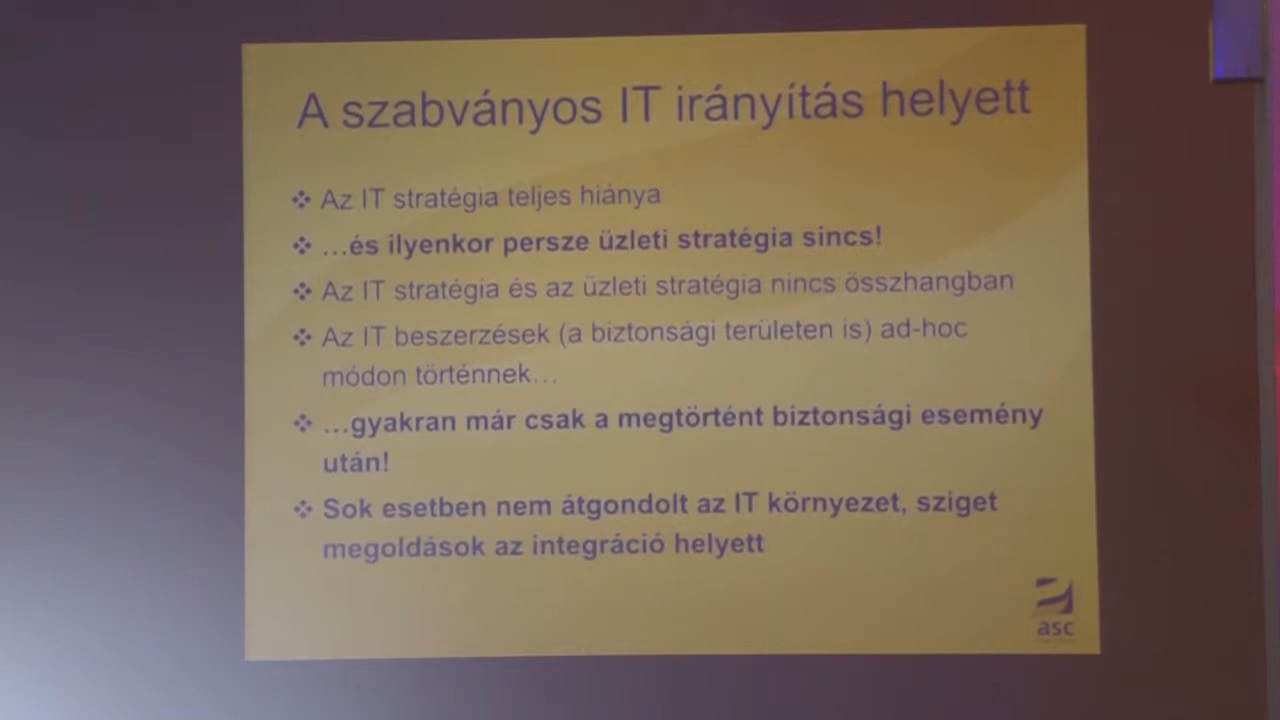 A szabványos IT irányítás helyett
❖ Az IT stratégia teljes hiánya
❖ …és ilyenkor persze üzleti stratégia sincs!
❖ Az IT stratégia és az üzleti stratégia nincs összhangban
❖ Az IT beszerzések (a biztonsági területen is) ad-hoc
módon történnek…
❖ …gyakran már csak a megtörtént biztonsági esemény
után!
❖ Sok esetben nem átgondolt az IT környezet, sziget
megoldások az integráció helyett
asc